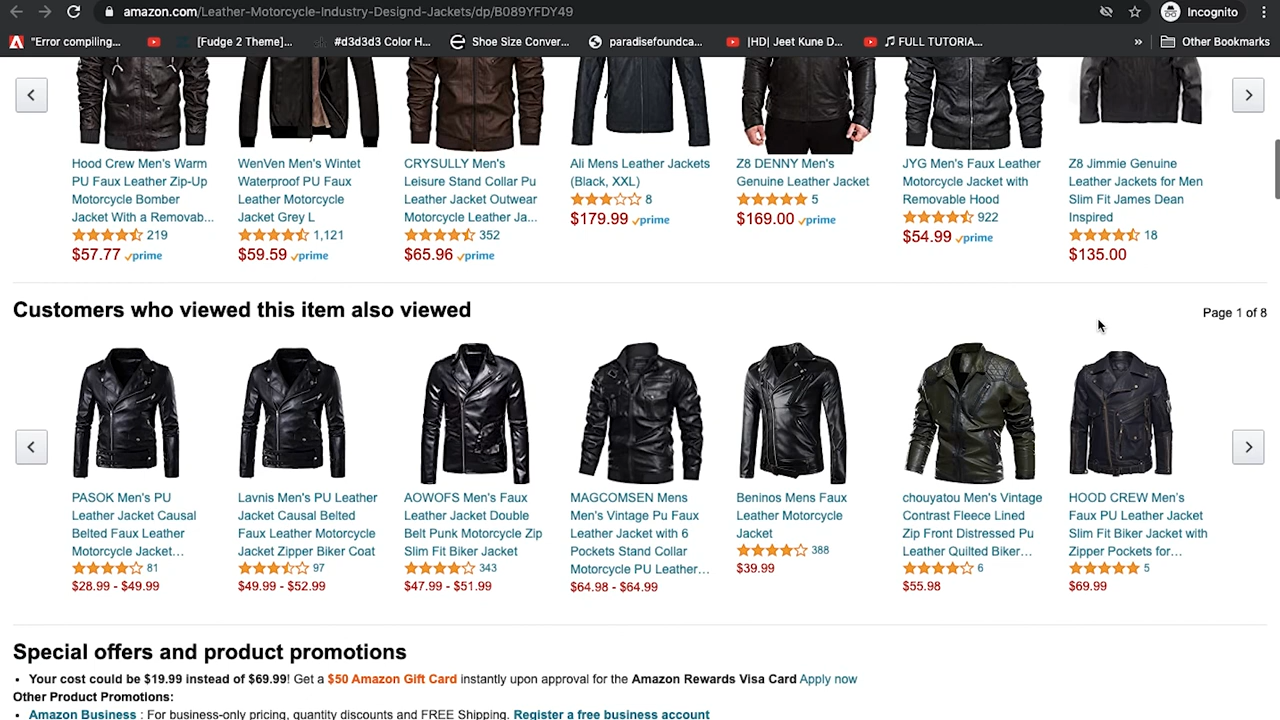 amazon.com/Leather-Motorcycle-Industry-Designd-Jackets/dp/B089YFDY49
Incognito
"Error compiling...
[Fudge 2 Theme]...
#d3d3d3 Color H...
Shoe Size Conver...
paradisefoundca...
|HD| Jeet Kune D...
♫ FULL TUTORIA...
»
Other Bookmarks
Hood Crew Men's Warm
PU Faux Leather Zip-Up
Motorcycle Bomber
Jacket With a Removab...
219
$57.77 prime
WenVen Men's Wintet
Waterproof PU Faux
Leather Motorcycle
Jacket Grey L
1,121
$59.59 prime
CRYSULLY Men's
Leisure Stand Collar Pu
Leather Jacket Outwear
Motorcycle Leather Ja...
352
$65.96 prime
Ali Mens Leather Jackets
(Black, XXL)
8
$179.99 prime
Z8 DENNY Men's
Genuine Leather Jacket
5
$169.00 prime
JYG Men's Faux Leather
Motorcycle Jacket with
Removable Hood
922
$54.99 prime
Z8 Jimmie Genuine
Leather Jackets for Men
Slim Fit James Dean
Inspired
18
$135.00
Customers who viewed this item also viewed
Page 1 of 8
PASOK Men's PU
Leather Jacket Causal
Belted Faux Leather
Motorcycle Jacket...
81
$28.99 - $49.99
Lavnis Men's PU Leather
Jacket Causal Belted
Faux Leather Motorcycle
Jacket Zipper Biker Coat
97
$49.99 - $52.99
AOWOFS Men's Faux
Leather Jacket Double
Belt Punk Motorcycle Zip
Slim Fit Biker Jacket
343
$47.99 - $51.99
MAGCOMSEN Mens
Men's Vintage Pu Faux
Leather Jacket with 6
Pockets Stand Collar
Motorcycle PU Leather...
$64.98 - $64.99
Beninos Mens Faux
Leather Motorcycle
Jacket
388
$39.99
chouyatou Men's Vintage
Contrast Fleece Lined
Zip Front Distressed Pu
Leather Quilted Biker...
6
$55.98
HOOD CREW Men's
Faux PU Leather Jacket
Slim Fit Biker Jacket with
Zipper Pockets for...
5
$69.99
Special offers and product promotions
• Your cost could be $19.99 instead of $69.99! Get a $50 Amazon Gift Card instantly upon approval for the Amazon Rewards Visa Card Apply now
Other Product Promotions:
• Amazon Business : For business-only pricing, quantity discounts and FREE Shipping. Register a free business account